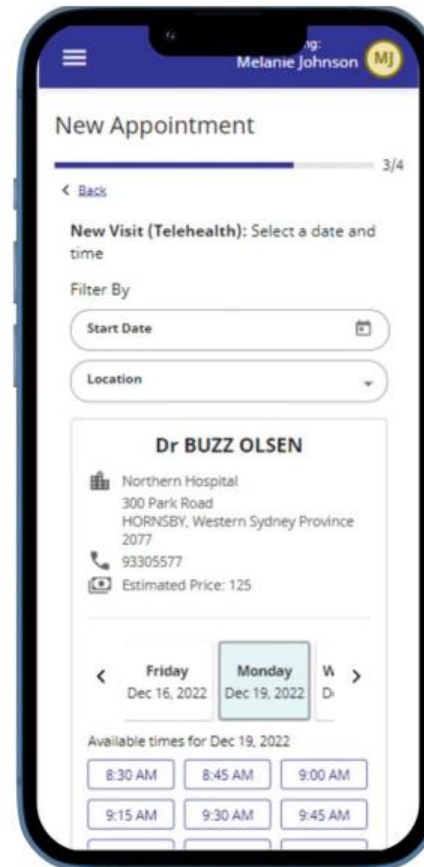 Melanie Johnson
MJ
New Appointment
3/4
Back
New Visit (Telehealth): Select a date and
time
Filter By
Start Date
Location
Dr BUZZ OLSEN
Northern Hospital
300 Park Road
HORNSBY, Western Sydney Province
2077
93305577
Estimated Price: 125
Friday Monday
Dec 16, 2022 Dec 19, 2022
Available times for Dec 19, 2022
8:30 AM 8:45 AM 9:00 AM
9:15 AM 9:30 AM 9:45 AM